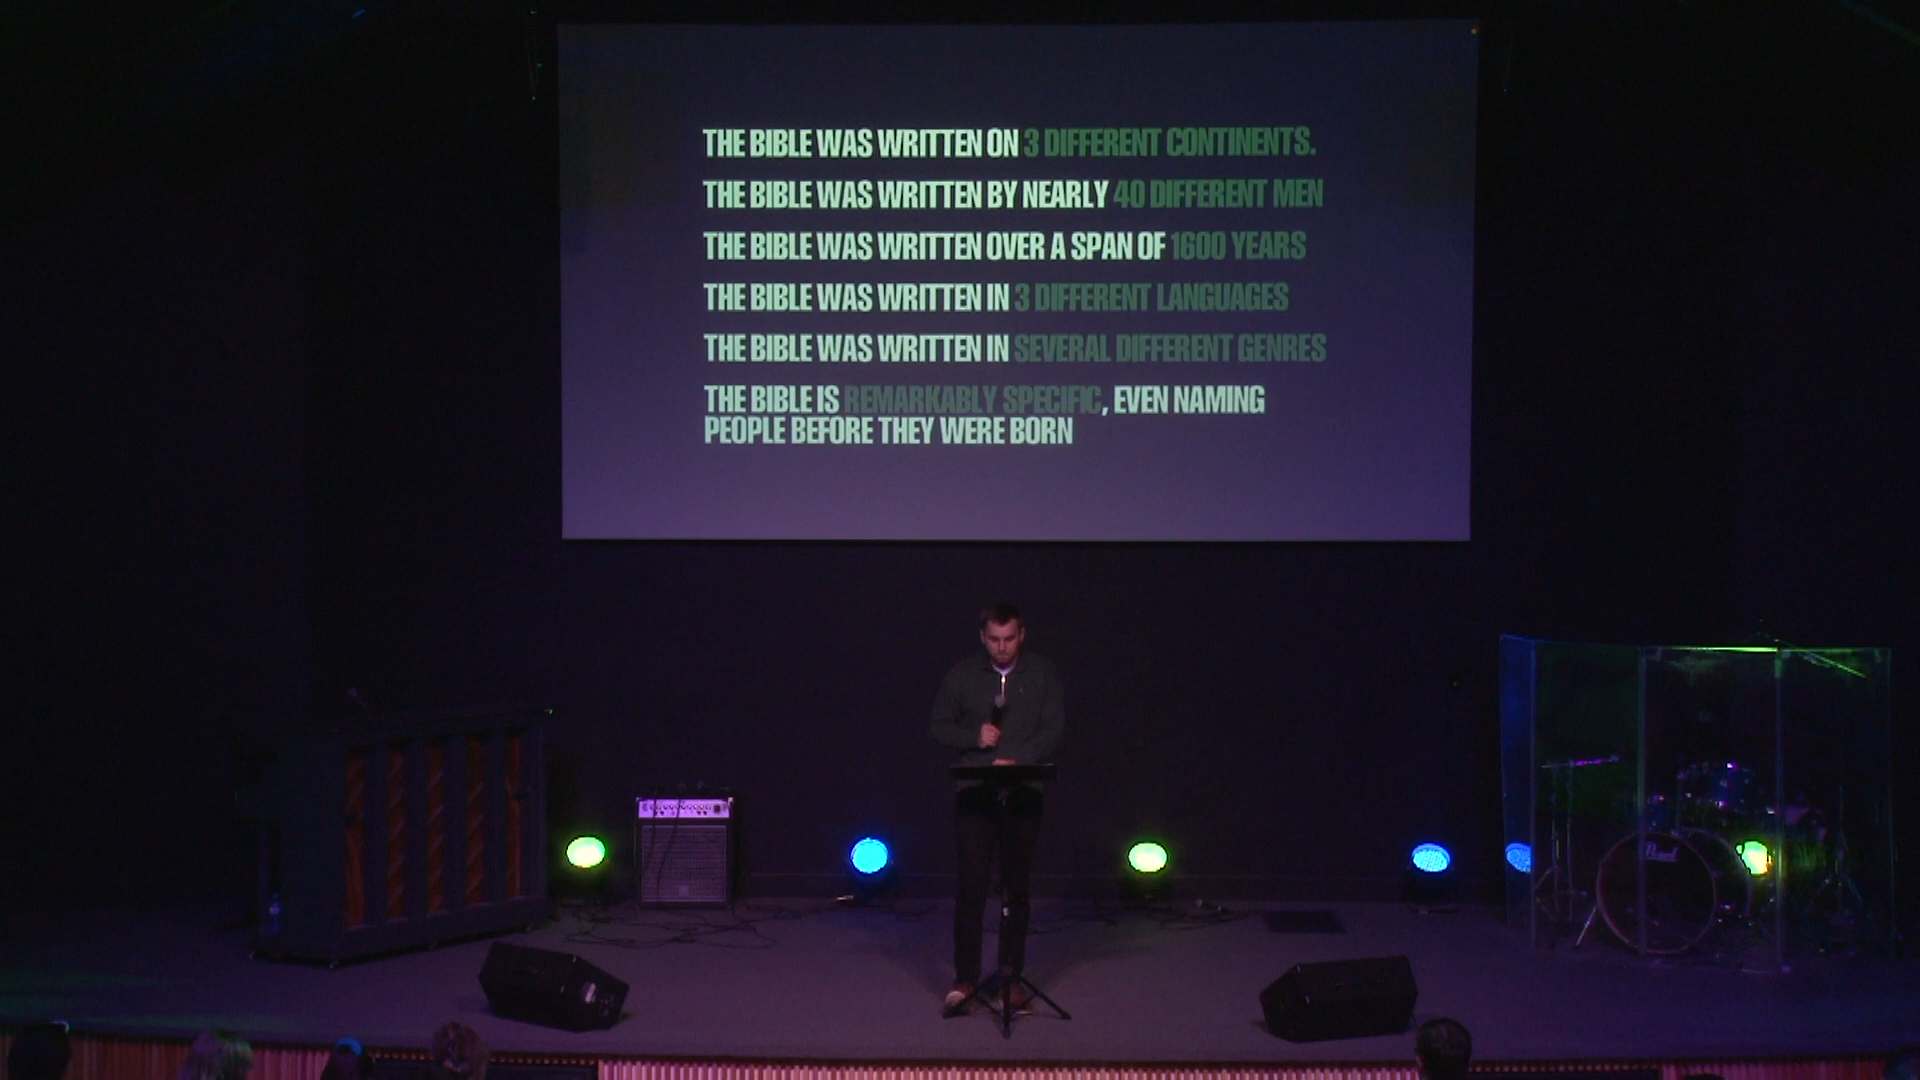 THE BIBLE WAS WRITTEN ON 3 DIFFERENT CONTINENTS.
THE BIBLE WAS WRITTEN BY NEARLY 40 DIFFERENT MEN
THE BIBLE WAS WRITTEN OVER A SPAN OF 1600 YEARS
THE BIBLE WAS WRITTEN IN 3 DIFFERENT LANGUAGES
THE BIBLE WAS WRITTEN IN SEVERAL DIFFERENT GENRES
THE BIBLE IS REMARKABLY SPECIFIC, EVEN NAMING
PEOPLE BEFORE THEY WERE BORN
Pearl